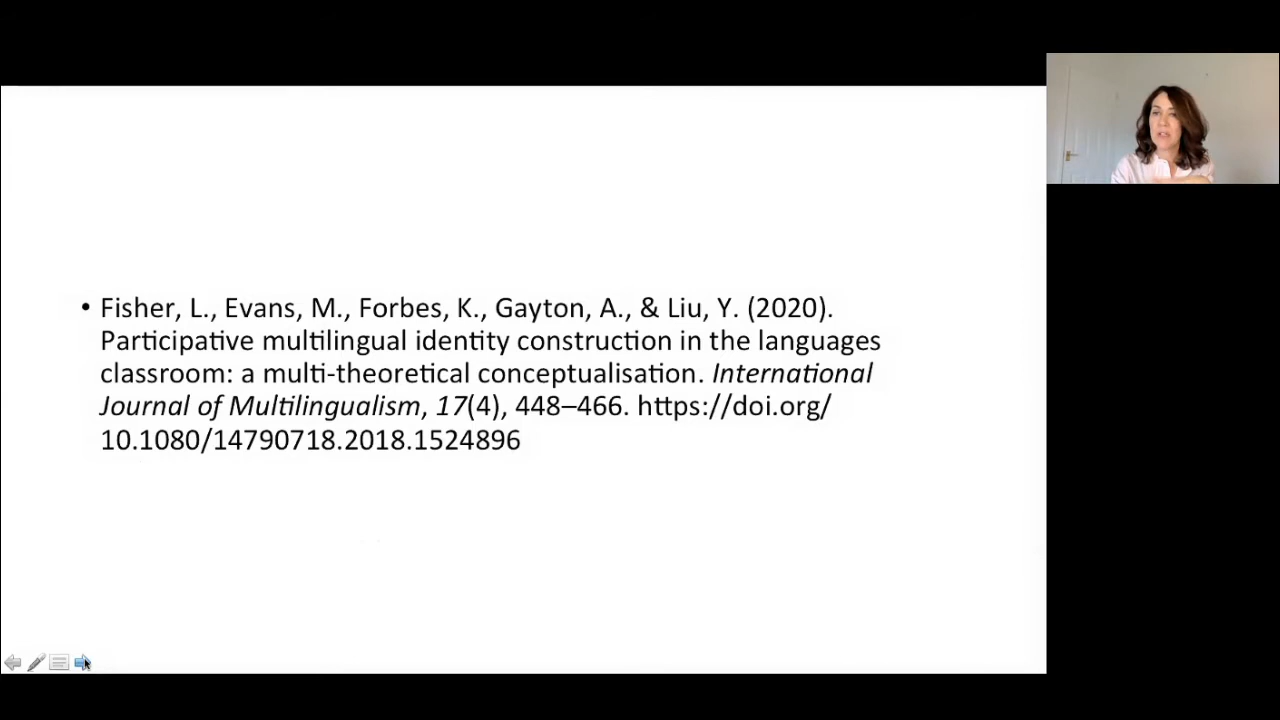 • Fisher, L., Evans, M., Forbes, K., Gayton, A., & Liu, Y. (2020).
Participative multilingual identity construction in the languages
classroom: a multi-theoretical conceptualisation. International
Journal of Multilingualism, 17(4), 448–466. https://doi.org/
10.1080/14790718.2018.1524896